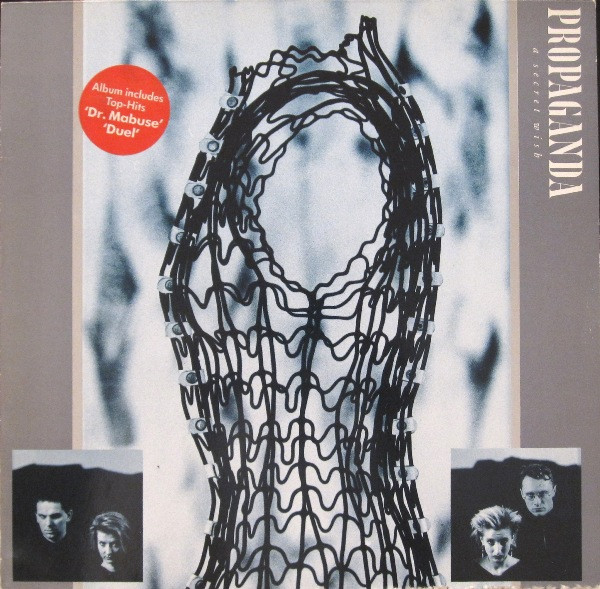 Album includes
Top-Hits
'Dr. Mabuse'
'Duel'
PROPAGANDA
a secret wish